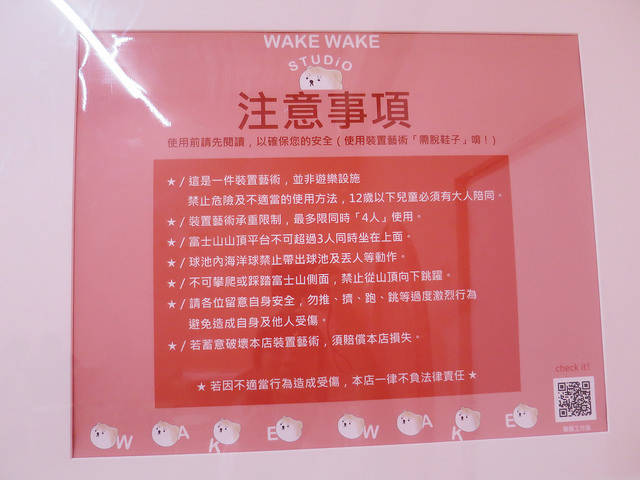 WAKE WAKE
STUDiO
注意事項
使用前請先閱讀，以確保您的安全（使用裝置藝術「需脫鞋子」唷！）
★ / 這是一件裝置藝術，並非遊樂設施
禁止危險及不適當的使用方法，12歲以下兒童必須有大人陪同。
★ / 裝置藝術承重限制，最多限同時「4人」使用。
★ / 富士山山頂平台不可超過3人同時坐在上面。
★ / 球池內海洋球禁止帶出球池及丟人等動作。
★ / 不可攀爬或踩踏富士山側面，禁止從山頂向下跳躍。
★ / 請各位留意自身安全，勿推、擠、跑、跳等過度激烈行為
避免造成自身及他人受傷。
★ / 若蓄意破壞本店裝置藝術，須賠償本店損失。
★ 若因不適當行為造成受傷，本店一律不負法律責任 ★
check it!
W A K E W A K E